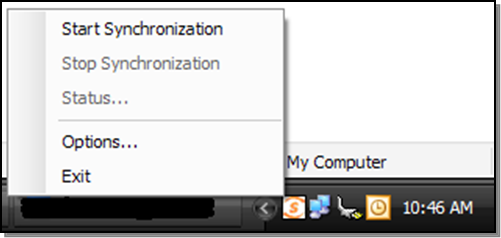 Start Synchronization
Stop Synchronization
Status...
Options...
Exit
My Computer
10:46 AM